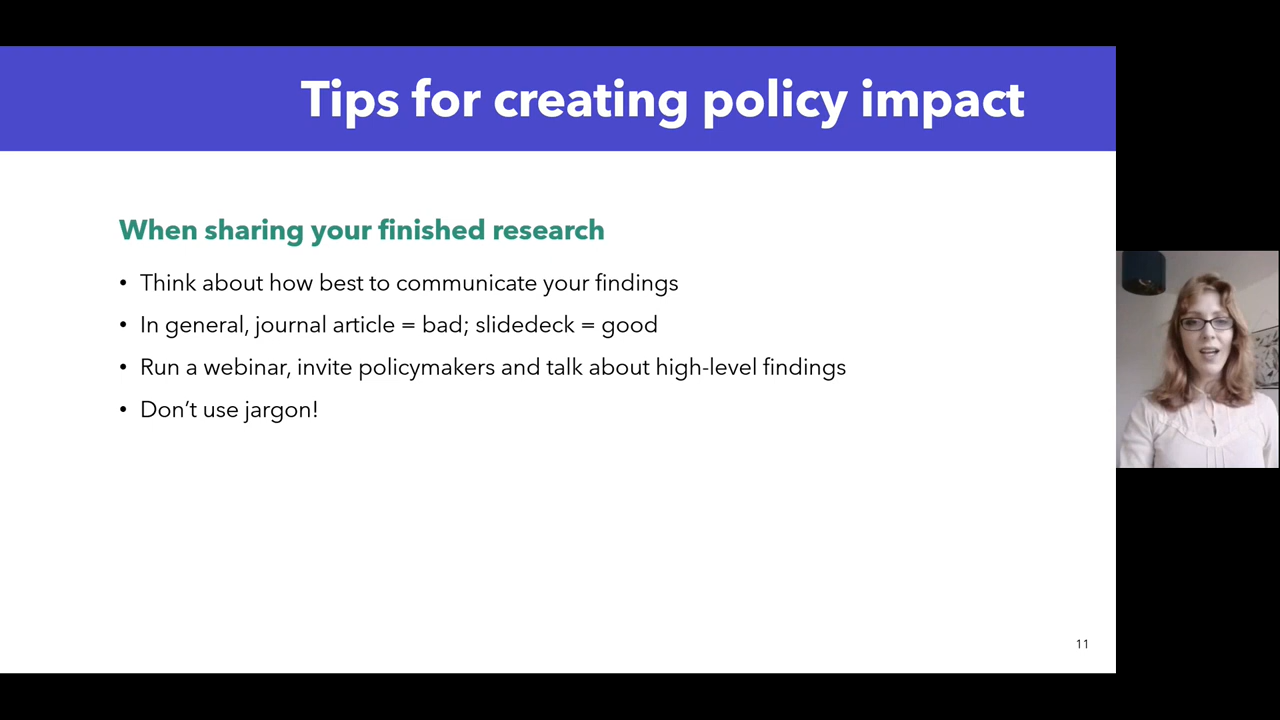 Tips for creating policy impact
When sharing your finished research
• Think about how best to communicate your findings
• In general, journal article = bad; slidedeck = good
• Run a webinar, invite policymakers and talk about high-level findings
• Don’t use jargon!
11